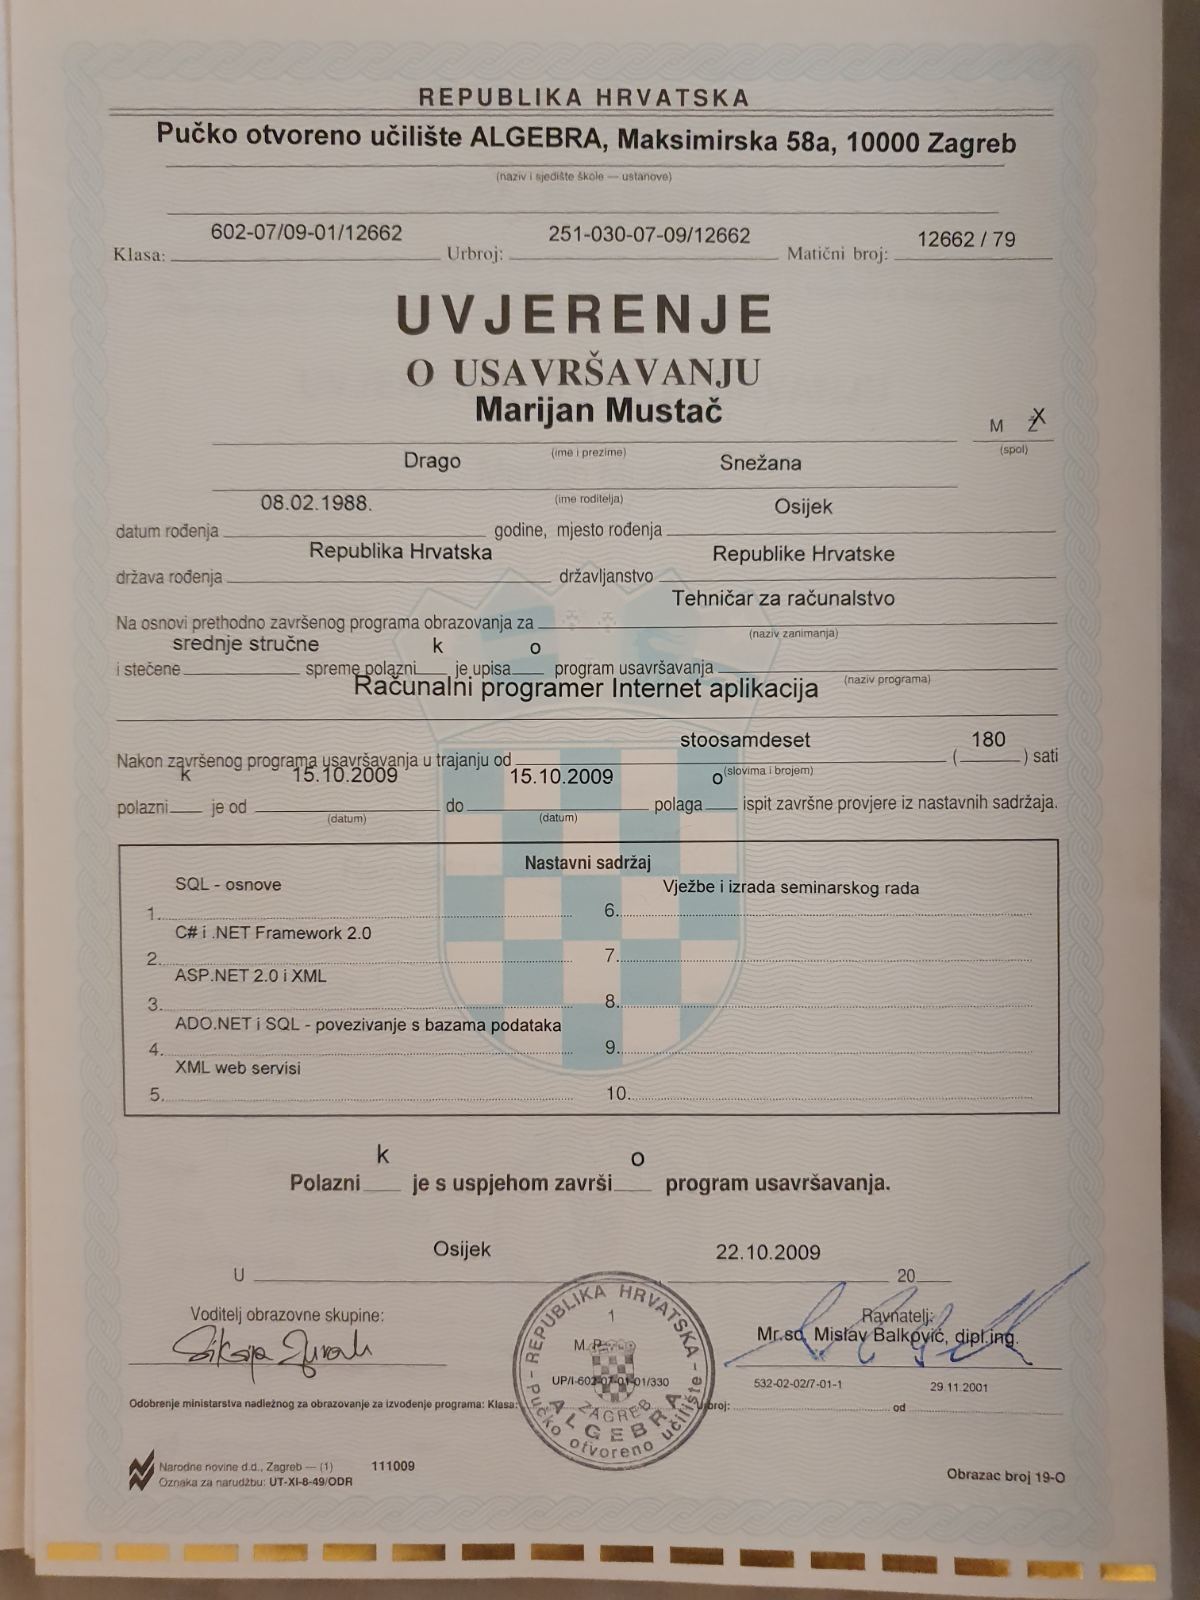 REPUBLIKA HRVATSKA
Pučko otvoreno učilište ALGEBRA, Maksimirska 58a, 10000 Zagreb
(naziv i sjedište škole — ustanove)
Klasa: 602-07/09-01/12662 Urbroj: 251-030-07-09/12662 Matični broj: 12662 / 79
UVJERENJE
O USAVRŠAVANJU
Marijan Mustač
M Ž X
(ime i prezime) (spol)
Drago Snežana
(ime roditelja)
datum rođenja 08.02.1988. godine, mjesto rođenja Osijek
država rođenja Republika Hrvatska državljanstvo Republike Hrvatske
Na osnovi prethodno završenog programa obrazovanja za Tehničar za računalstvo
(naziv zanimanja)
i stečene srednje stručne spreme polazni k je upisa o program usavršavanja
(naziv programa)
Računalni programer Internet aplikacija
Nakon završenog programa usavršavanja u trajanju od stoosamdeset ( 180 ) sati
(slovima i brojem)
polazni k je od 15.10.2009 do 15.10.2009 polaga o ispit završne provjere iz nastavnih sadržaja.
(datum) (datum)
Nastavni sadržaj
1. SQL - osnove
2. C# i .NET Framework 2.0
3. ASP.NET 2.0 i XML
4. ADO.NET i SQL - povezivanje s bazama podataka
5. XML web servisi
6. Vježbe i izrada seminarskog rada
7.
8.
9.
10.
Polazni k je s uspjehom završi o program usavršavanja.
U Osijek 22.10.2009 20
Voditelj obrazovne skupine:
Ravnatelj:
Mr.sc. Mislav Balković, dipl.ing.
REPUBLIKA HRVATSKA
1
M.P.
UP/I-602-07-01-01/330
ZAGREB
ALGEBRA
Pučko otvoreno učilište
532-02-02/7-01-1 29.11.2001
Odobrenje ministarstva nadležnog za obrazovanje za izvođenje programa: Klasa: Urbroj: od
Narodne novine d.d., Zagreb — (1) 111009
Oznaka za narudžbu: UT-XI-8-49/ODR
Obrazac broj 19-O